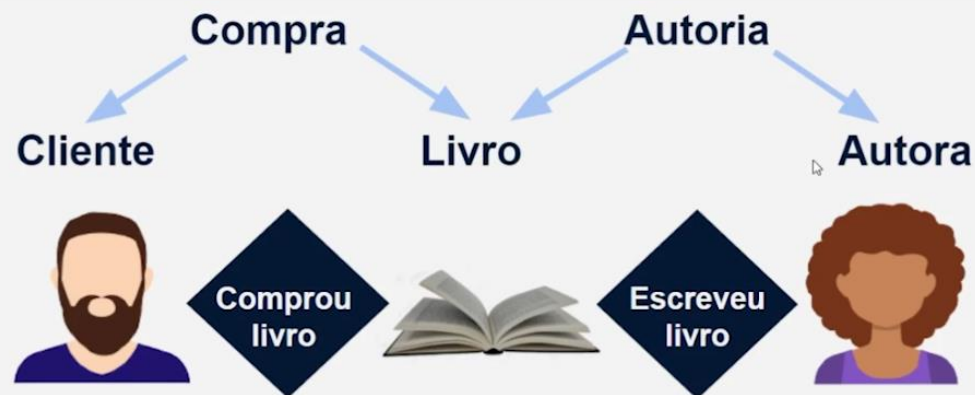 Compra
Autoria
Cliente
Livro
Autora
Comprou
livro
Escreveu
livro